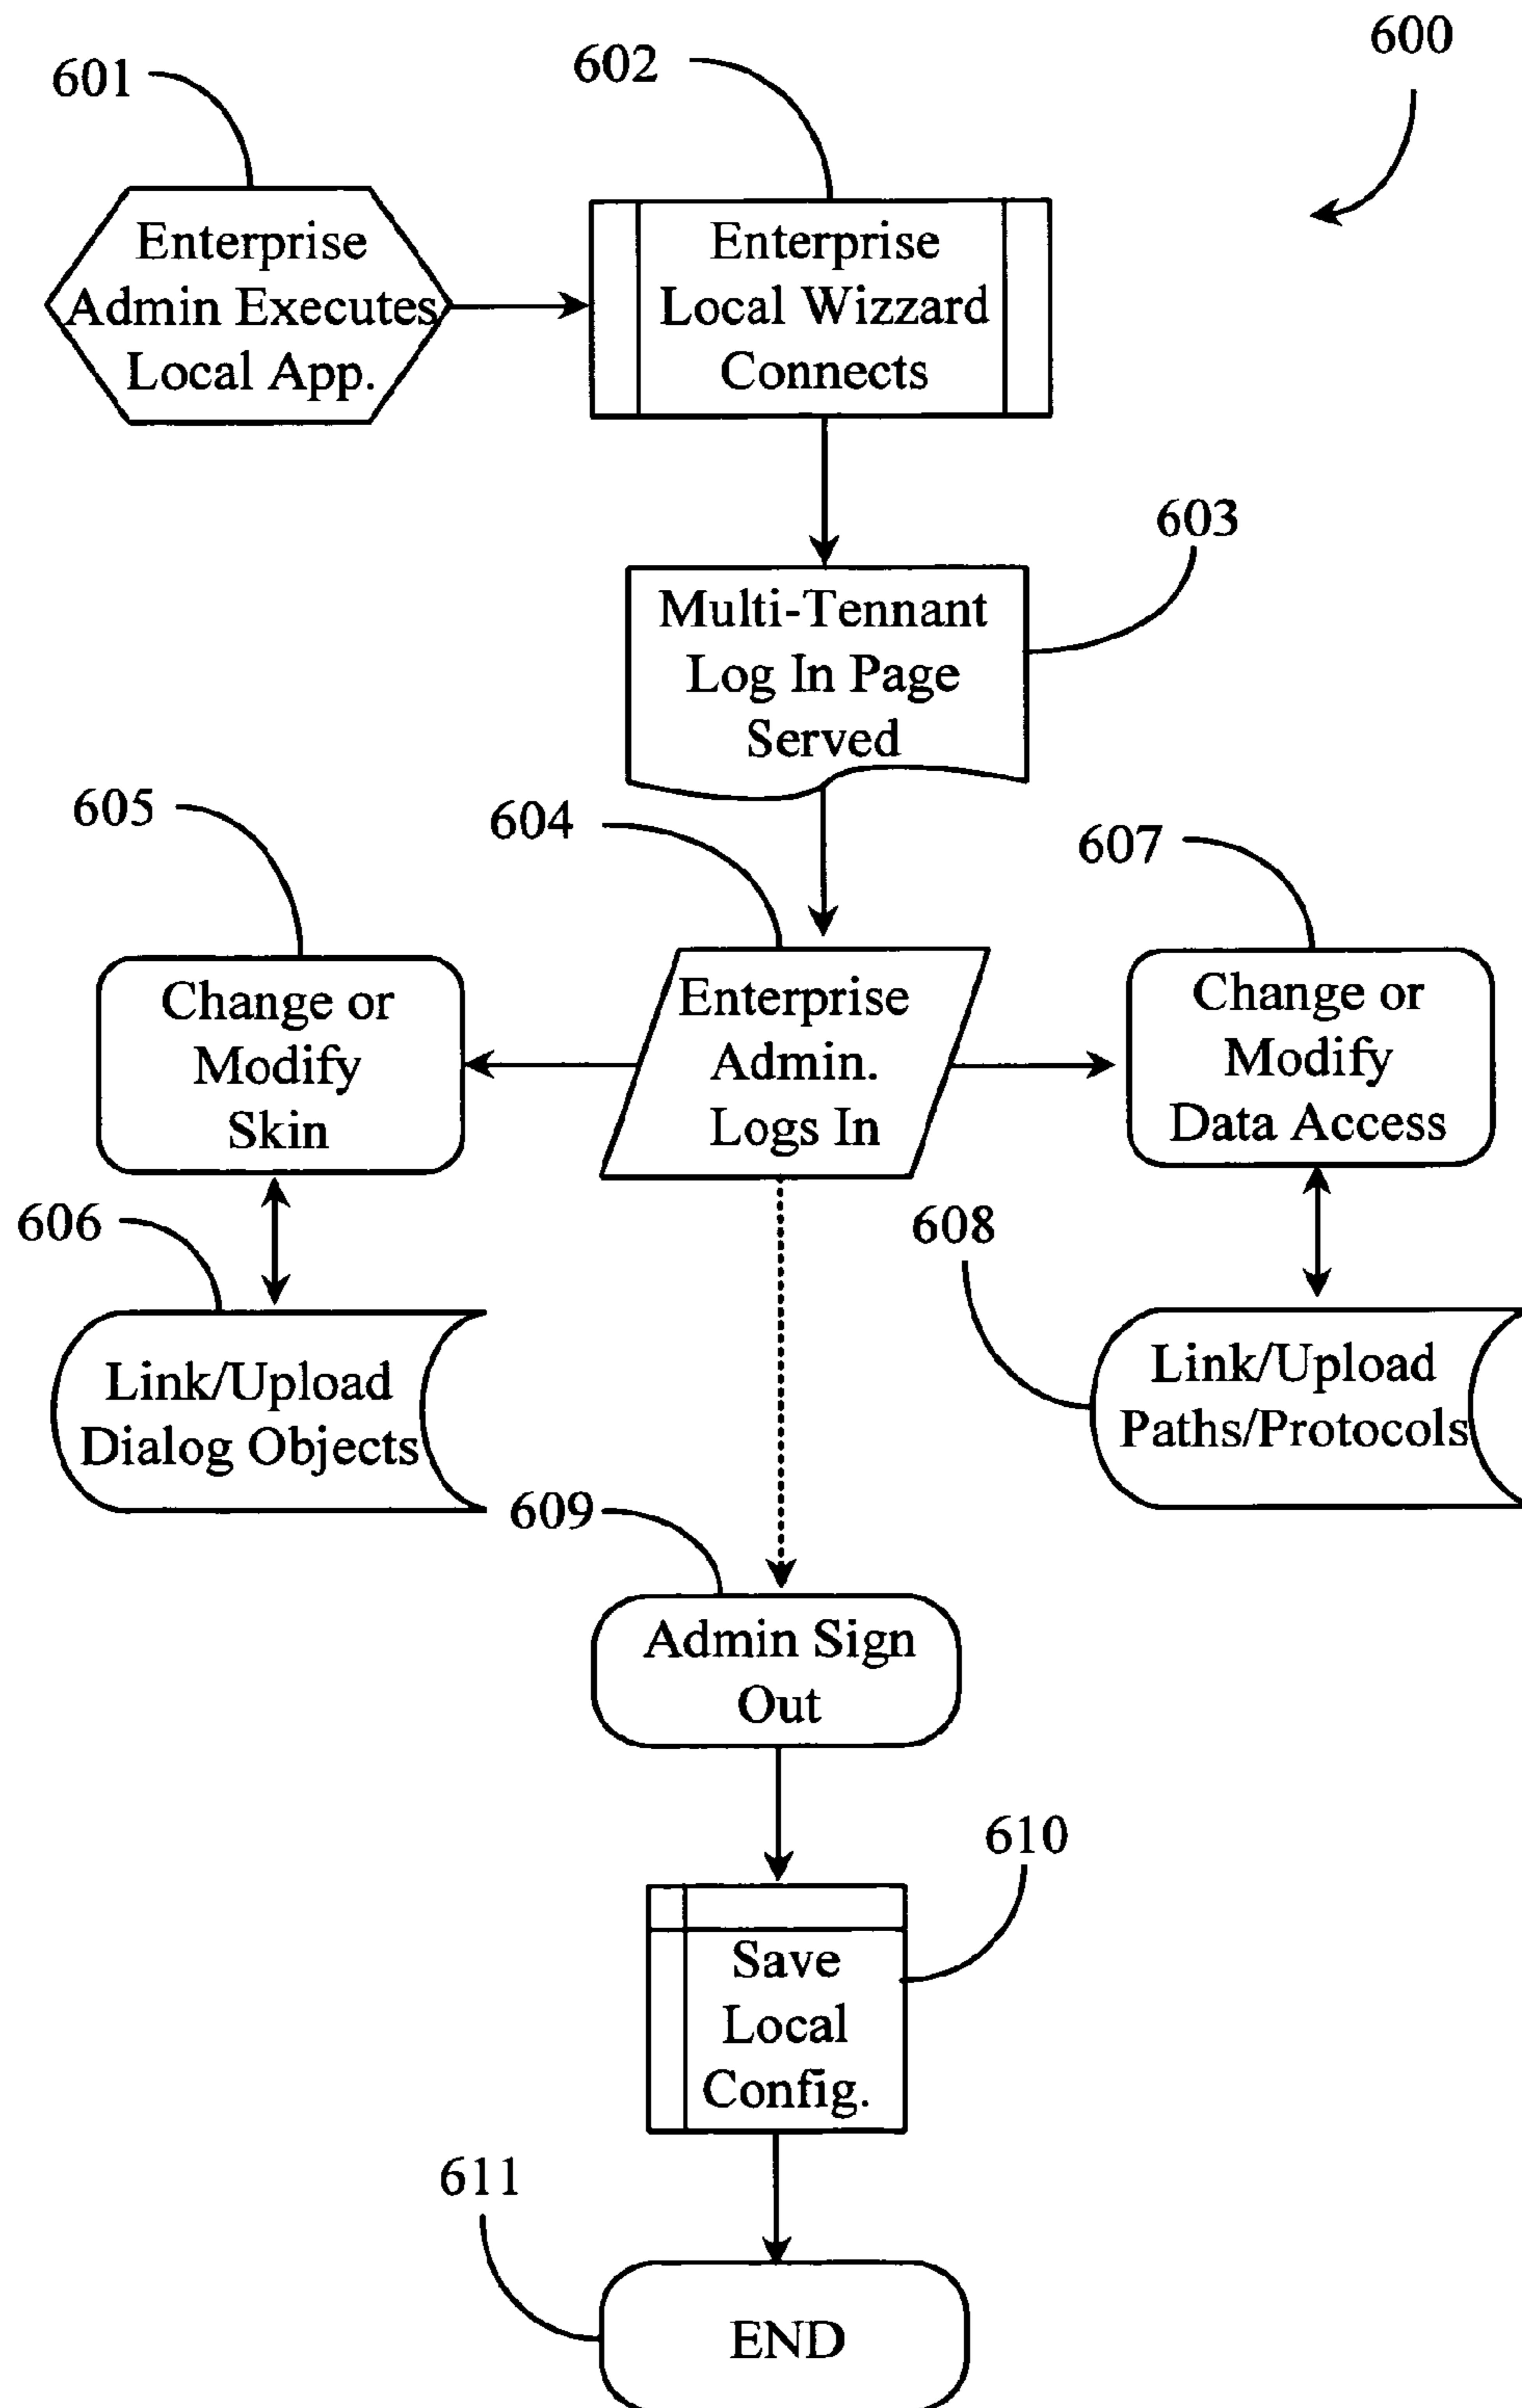 600
601
602
Enterprise
Admin Executes
Local App.
Enterprise
Local Wizzard
Connects
603
Multi-Tennant
Log In Page
Served
605
604
607
Change or
Modify
Skin
Enterprise
Admin.
Logs In
Change or
Modify
Data Access
606
608
Link/Upload
Dialog Objects
Link/Upload
Paths/Protocols
609
Admin Sign
Out
610
Save
Local
Config.
611
END